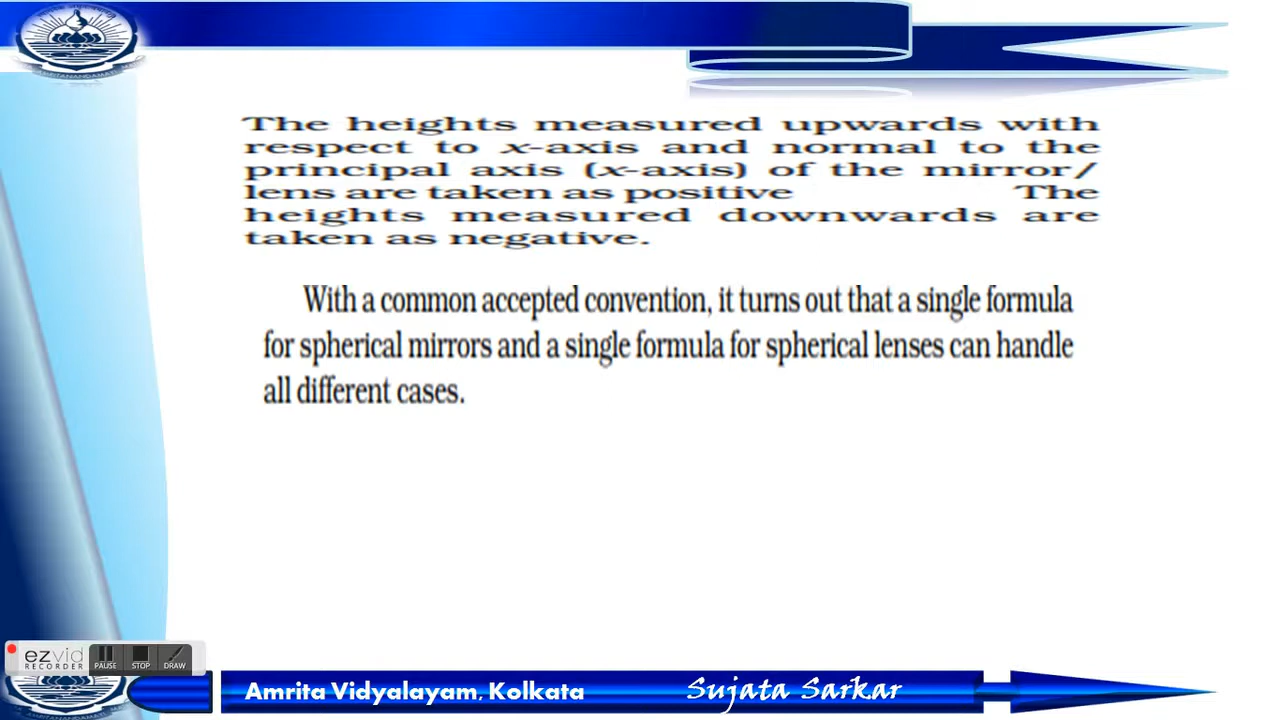 The heights measured upwards with
respect to x-axis and normal to the
principal axis (x-axis) of the mirror/
lens are taken as positive The
heights measured downwards are
taken as negative.
With a common accepted convention, it turns out that a single formula
for spherical mirrors and a single formula for spherical lenses can handle
all different cases.
ezvid
RECORDER
PAUSE
STOP
DRAW
Amrita Vidyalayam, Kolkata
Sujata Sarkar